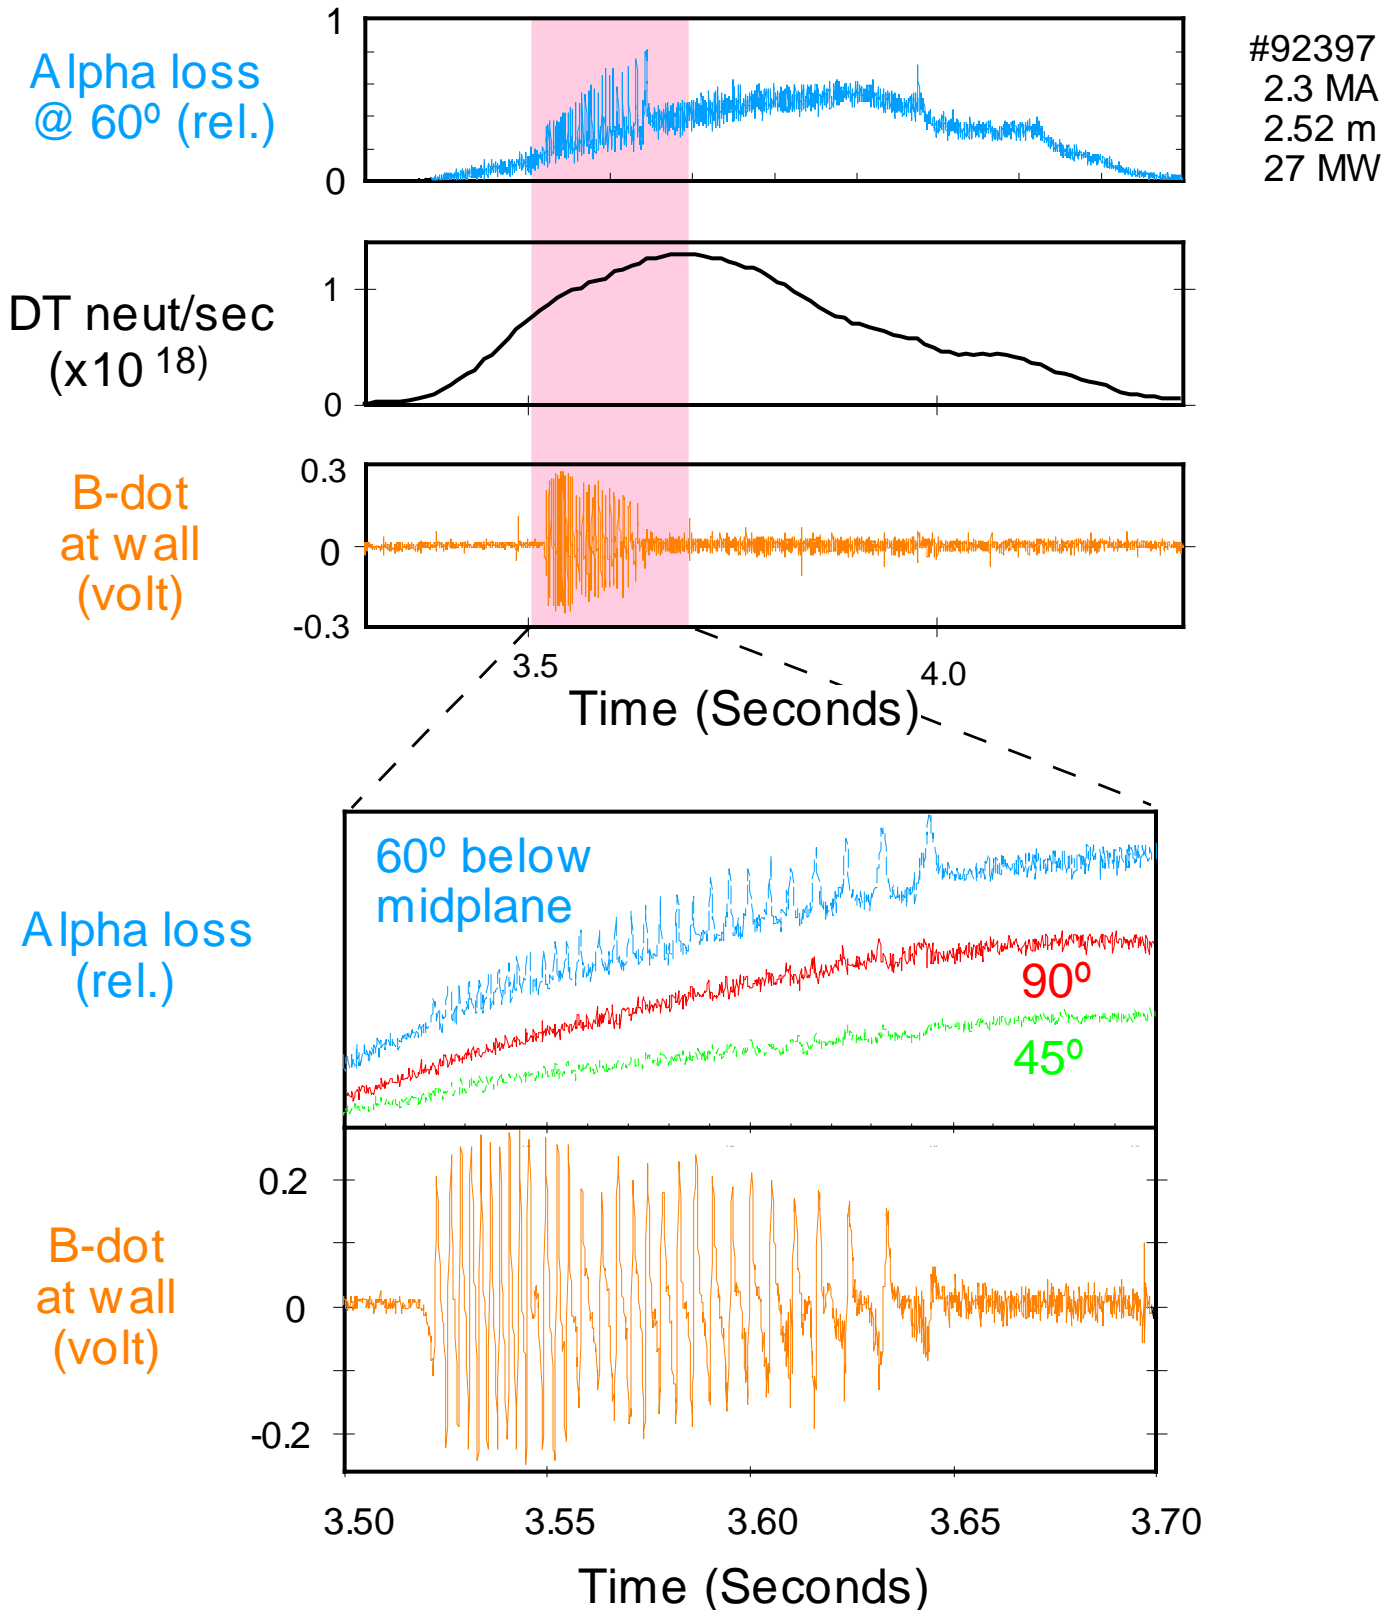 1
Alpha loss
@ 60º (rel.)
0
#92397
2.3 MA
2.52 m
27 MW
DT neut/sec
(x10 18)
1
0
B-dot
at wall
(volt)
0.3
0
-0.3
3.5
4.0
Time (Seconds)
Alpha loss
(rel.)
60º below
midplane
90º
45º
B-dot
at wall
(volt)
0.2
0
-0.2
3.50
3.55
3.60
3.65
3.70
Time (Seconds)